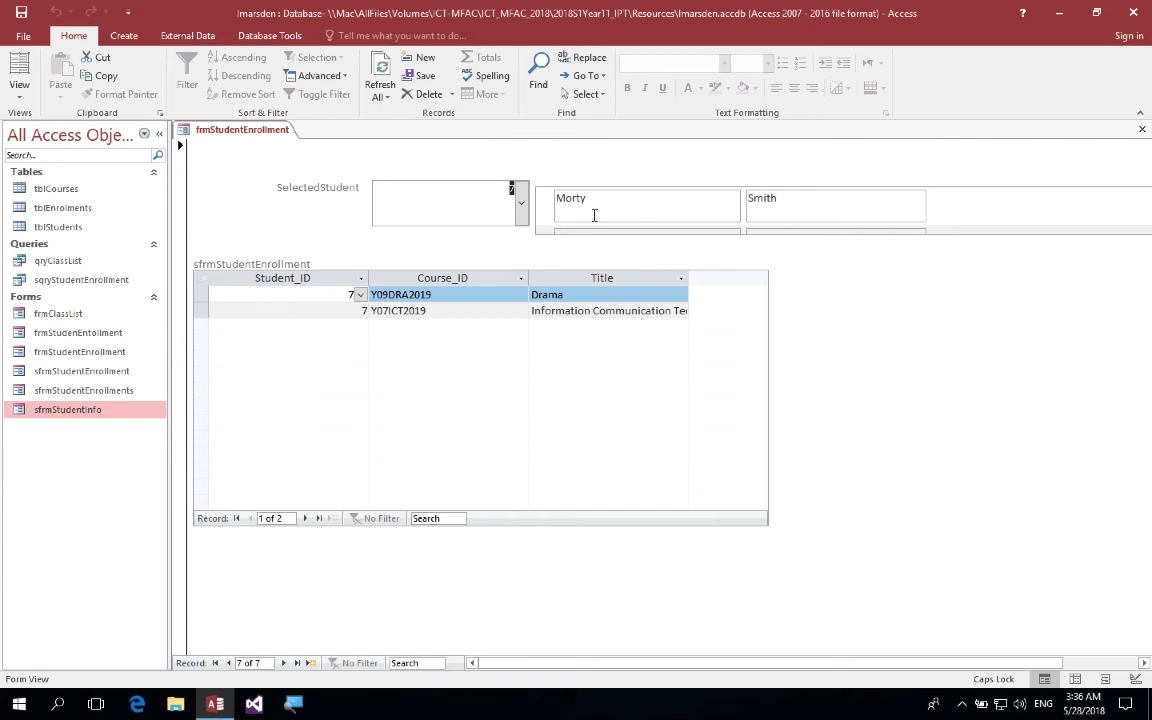 lmarsden : Database- \\Mac\AllFiles\Volumes\ICT-MFAC\ICT_MFAC_2018\2018S1Year11_IPT\Resources\lmarsden.accdb (Access 2007 - 2016 file format) - Access
File Home Create External Data Database Tools Tell me what you want to do... Sign in
View
Views
Paste
Cut
Copy
Format Painter
Clipboard
Filter
Ascending
Descending
Remove Sort
Selection
Advanced
Toggle Filter
Sort & Filter
Refresh All
New
Save
Delete
Totals
Spelling
More
Records
Find
Replace
Go To
Select
Find
B I U A
Text Formatting
All Access Obje...
Search...
Tables
tblCourses
tblEnrolments
tblStudents
Queries
qryClassList
sqryStudentEnrollment
Forms
frmClassList
frmStudenEntollment
frmStudentEnrollment
sfrmStudentEnrollment
sfrmStudentEnrollments
sfrmStudentInfo
frmStudentEnrollment
SelectedStudent 7 Morty Smith
sfrmStudentEnrollment
Student_ID Course_ID Title
7 Y09DRA2019 Drama
7 Y07ICT2019 Information Communication Te
Record: 1 of 2 No Filter Search
Record: 7 of 7 No Filter Search
Form View Caps Lock
ENG 3:36 AM
5/28/2018